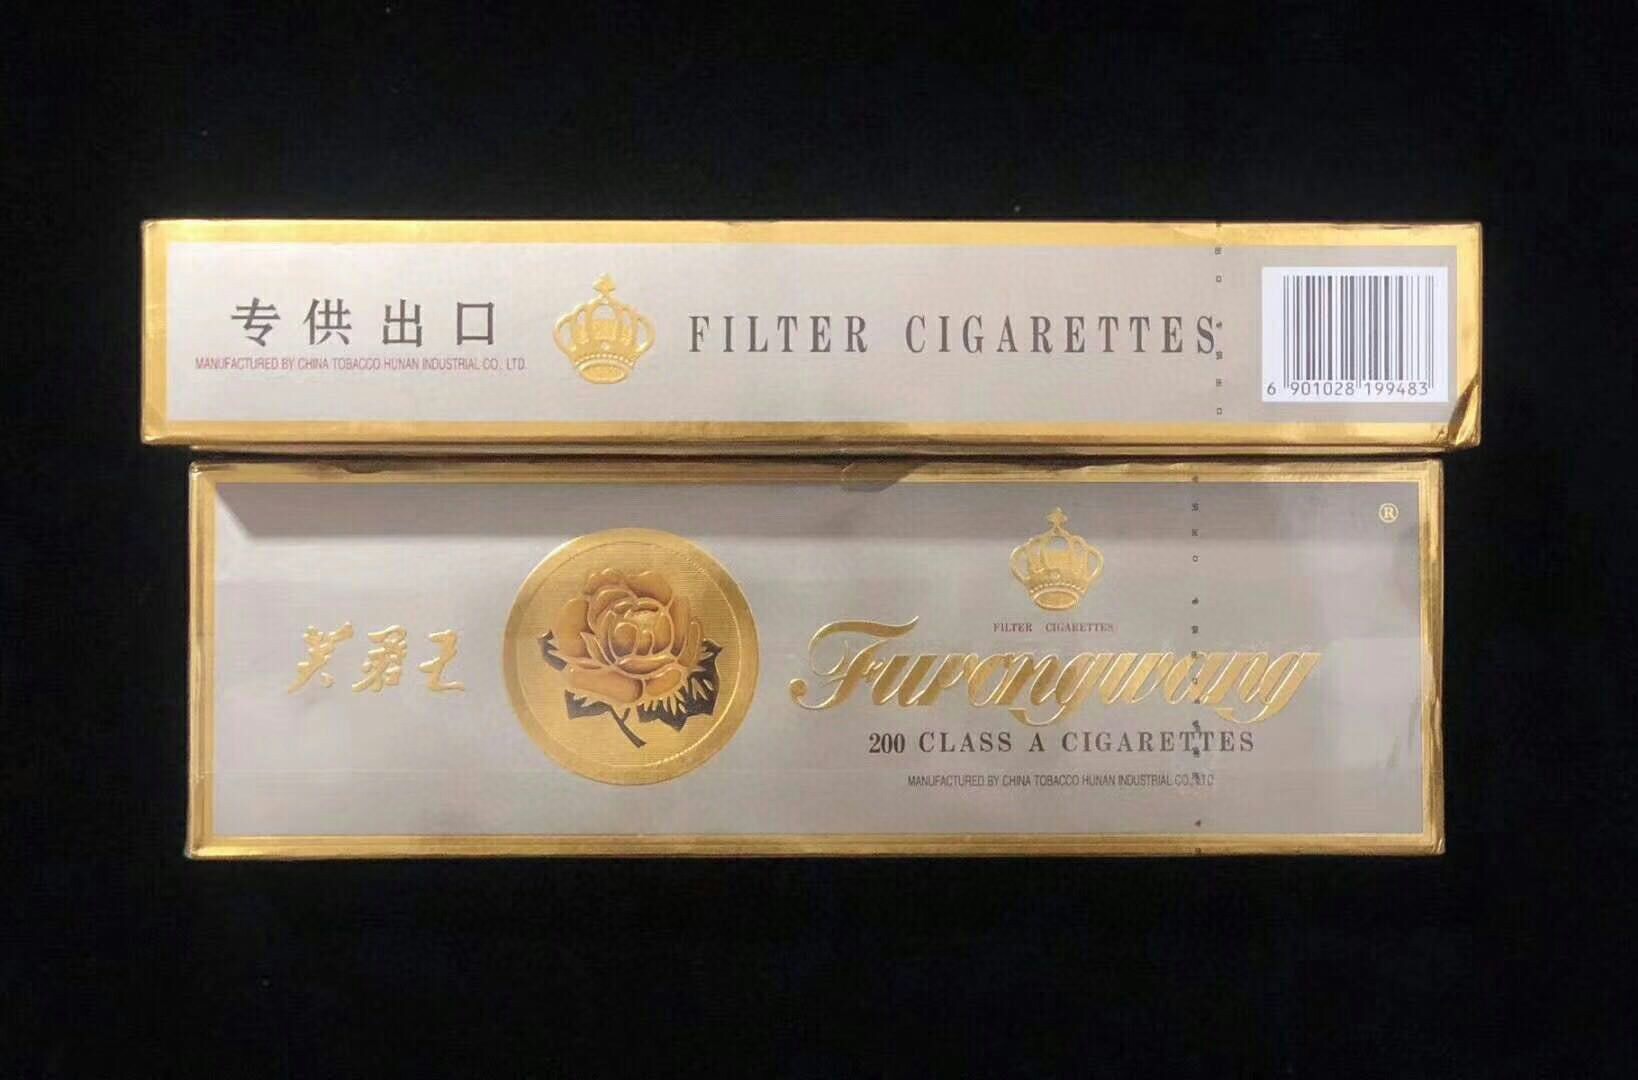 专供出口
MANUFACTURED BY CHINA TOBACCO HUNAN INDUSTRIAL CO., LTD.
FILTER CIGARETTES
6 901028 199483
®
芙蓉王
FILTER CIGARETTES
Furongwang
200 CLASS A CIGARETTES
MANUFACTURED BY CHINA TOBACCO HUNAN INDUSTRIAL CO., LTD